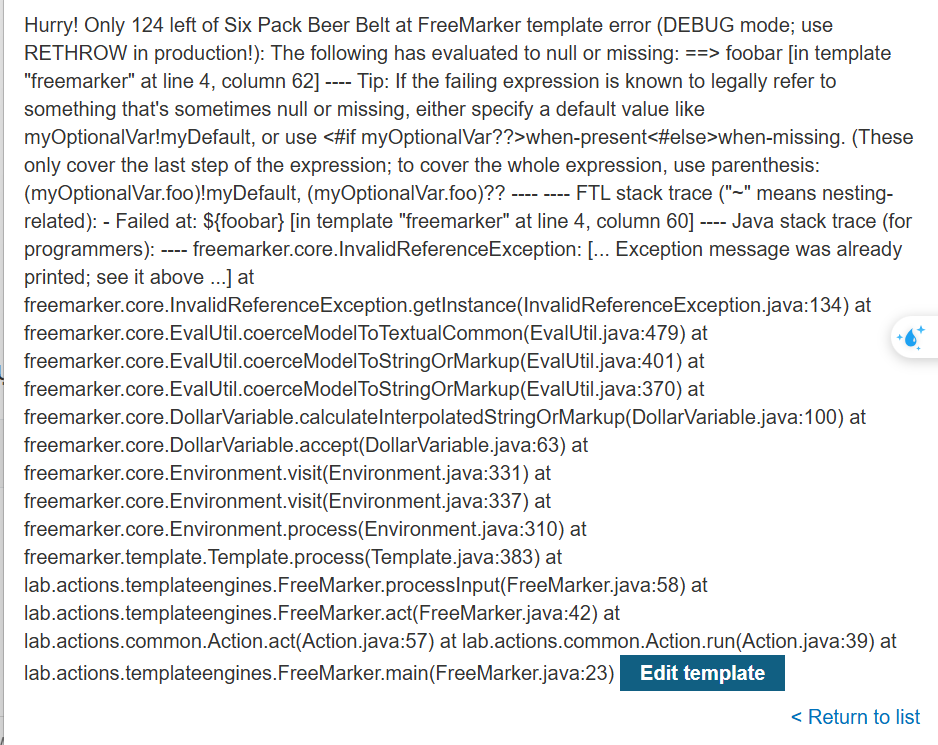 Hurry! Only 124 left of Six Pack Beer Belt at FreeMarker template error (DEBUG mode; use
RETHROW in production!): The following has evaluated to null or missing: ==> foobar [in template
"freemarker" at line 4, column 62] ---- Tip: If the failing expression is known to legally refer to
something that's sometimes null or missing, either specify a default value like
myOptionalVar!myDefault, or use <#if myOptionalVar??>when-present<#else>when-missing. (These
only cover the last step of the expression; to cover the whole expression, use parenthesis:
(myOptionalVar.foo)!myDefault, (myOptionalVar.foo)?? ---- ---- FTL stack trace ("~" means nesting-
related): - Failed at: ${foobar} [in template "freemarker" at line 4, column 60] ---- Java stack trace (for
programmers): ---- freemarker.core.InvalidReferenceException: [... Exception message was already
printed; see it above ...] at
freemarker.core.InvalidReferenceException.getInstance(InvalidReferenceException.java:134) at
freemarker.core.EvalUtil.coerceModelToTextualCommon(EvalUtil.java:479) at
freemarker.core.EvalUtil.coerceModelToStringOrMarkup(EvalUtil.java:401) at
freemarker.core.EvalUtil.coerceModelToStringOrMarkup(EvalUtil.java:370) at
freemarker.core.DollarVariable.calculateInterpolatedStringOrMarkup(DollarVariable.java:100) at
freemarker.core.DollarVariable.accept(DollarVariable.java:63) at
freemarker.core.Environment.visit(Environment.java:331) at
freemarker.core.Environment.visit(Environment.java:337) at
freemarker.core.Environment.process(Environment.java:310) at
freemarker.template.Template.process(Template.java:383) at
lab.actions.templateengines.FreeMarker.processInput(FreeMarker.java:58) at
lab.actions.templateengines.FreeMarker.act(FreeMarker.java:42) at
lab.actions.common.Action.act(Action.java:57) at lab.actions.common.Action.run(Action.java:39) at
lab.actions.templateengines.FreeMarker.main(FreeMarker.java:23) Edit template
< Return to list